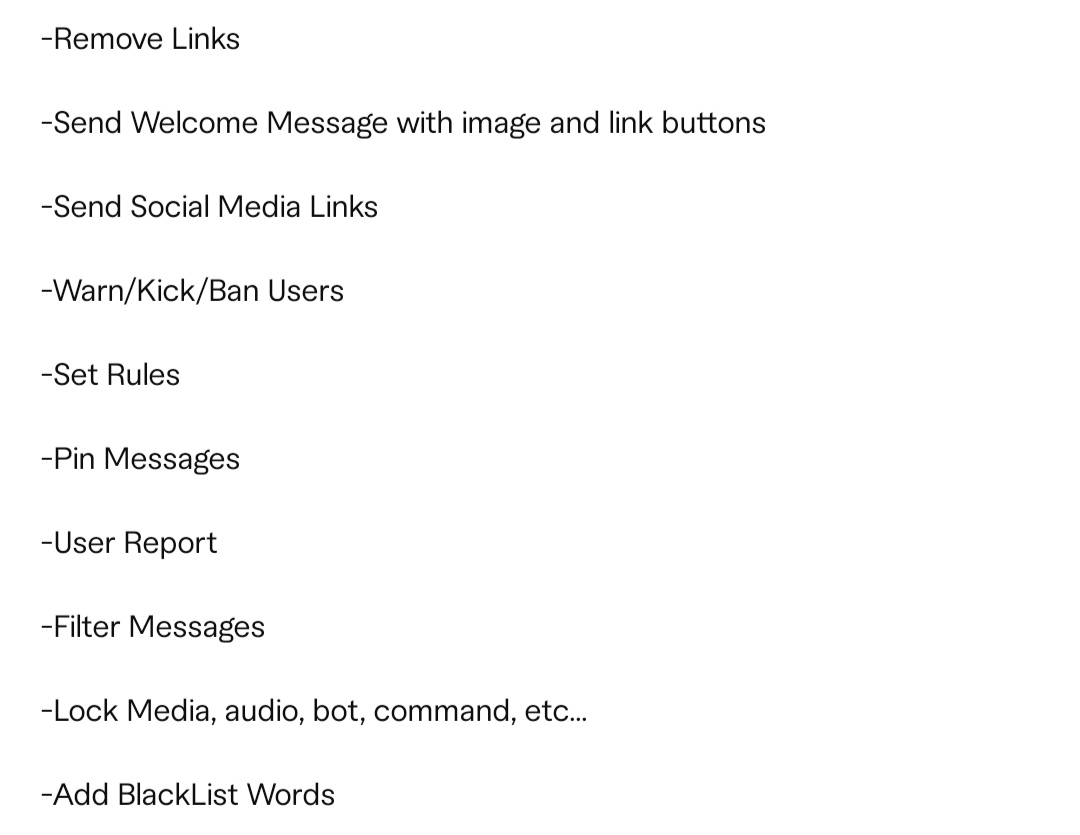 -Remove Links
-Send Welcome Message with image and link buttons
-Send Social Media Links
-Warn/Kick/Ban Users
-Set Rules
-Pin Messages
-User Report
-Filter Messages
-Lock Media, audio, bot, command, etc...
-Add BlackList Words